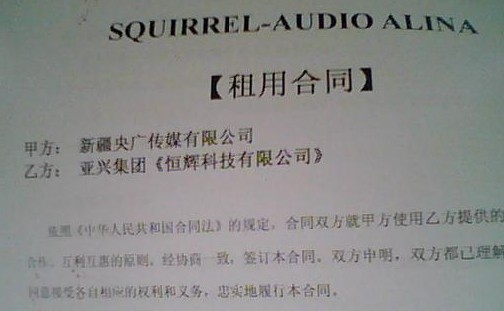 SQUIRREL-AUDIO ALINA
【租用合同】
甲方： 新疆央广传媒有限公司
乙方： 亚兴集团《恒辉科技有限公司》
依照《中华人民共和国合同法》的规定，合同双方就甲方使用乙方提供的
合作、互利互惠的原则，经协商一致，签订本合同。双方申明，双方都已理解
同意接受各自相应的权利和义务，忠实地履行本合同。